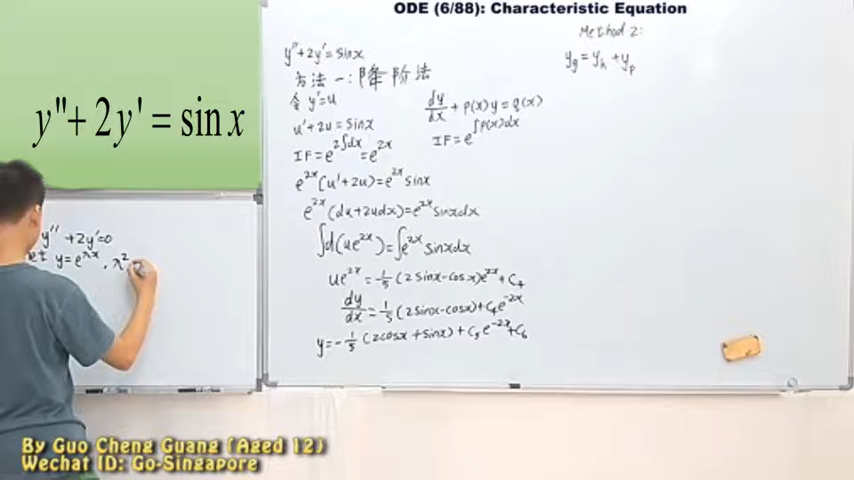 ODE (6/88): Characteristic Equation
y''+ 2y' = sin x
y''+2y'=sinx
方法一: 降阶法
令 y'=u
u'+2u=sinx
IF=e^{2∫dx}=e^{2x}
e^{2x}(u'+2u)=e^{2x}sinx
e^{2x}(du+2udx)=e^{2x}sinxdx
∫d(ue^{2x})=∫e^{2x}sinxdx
ue^{2x}=1/5(2sinx-cosx)e^{2x}+C₄
dy/dx=1/5(2sinx-cosx)+C₄e^{-2x}
y=-1/5(2cosx+sinx)+C₅e^{-2x}+C₆
dy/dx+P(x)y=Q(x)
IF=e^{∫P(x)dx}
Method 2:
y_g=y_h+y_p
y''+2y'=0
let y=e^{λx}, λ²
By Guo Cheng Guang (Aged 12)
Wechat ID: Go-Singapore